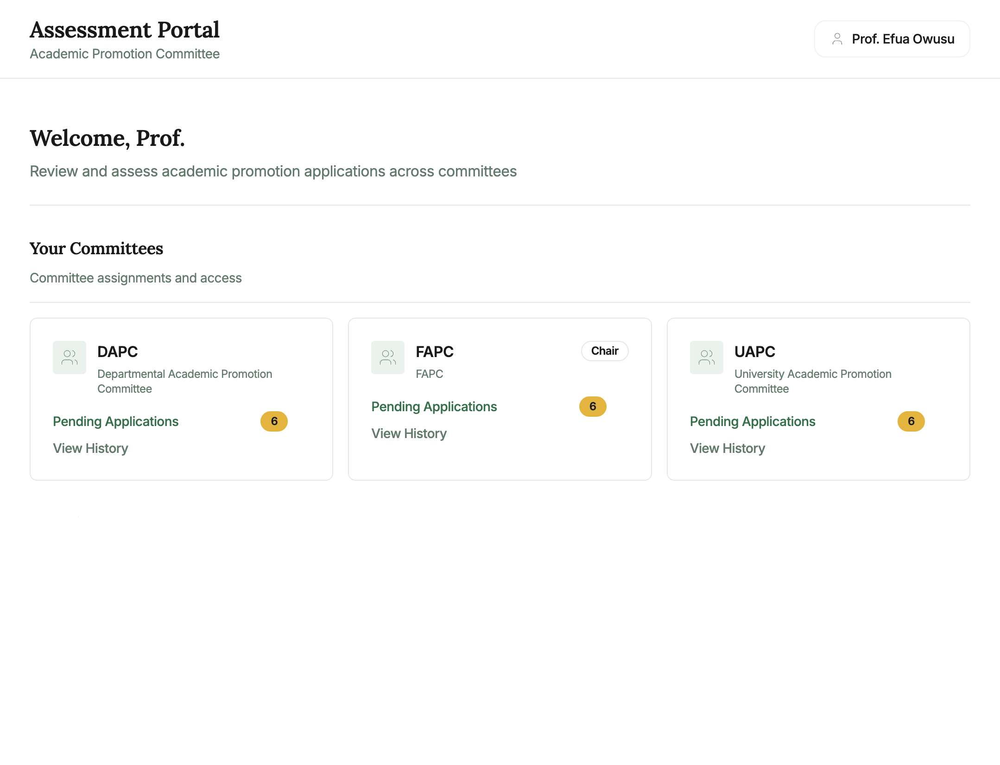 Assessment Portal
Academic Promotion Committee
Prof. Efua Owusu
Welcome, Prof.
Review and assess academic promotion applications across committees
Your Committees
Committee assignments and access
DAPC
Departmental Academic Promotion
Committee
Pending Applications 6
View History
FAPC
Chair
FAPC
Pending Applications 6
View History
UAPC
University Academic Promotion
Committee
Pending Applications 6
View History